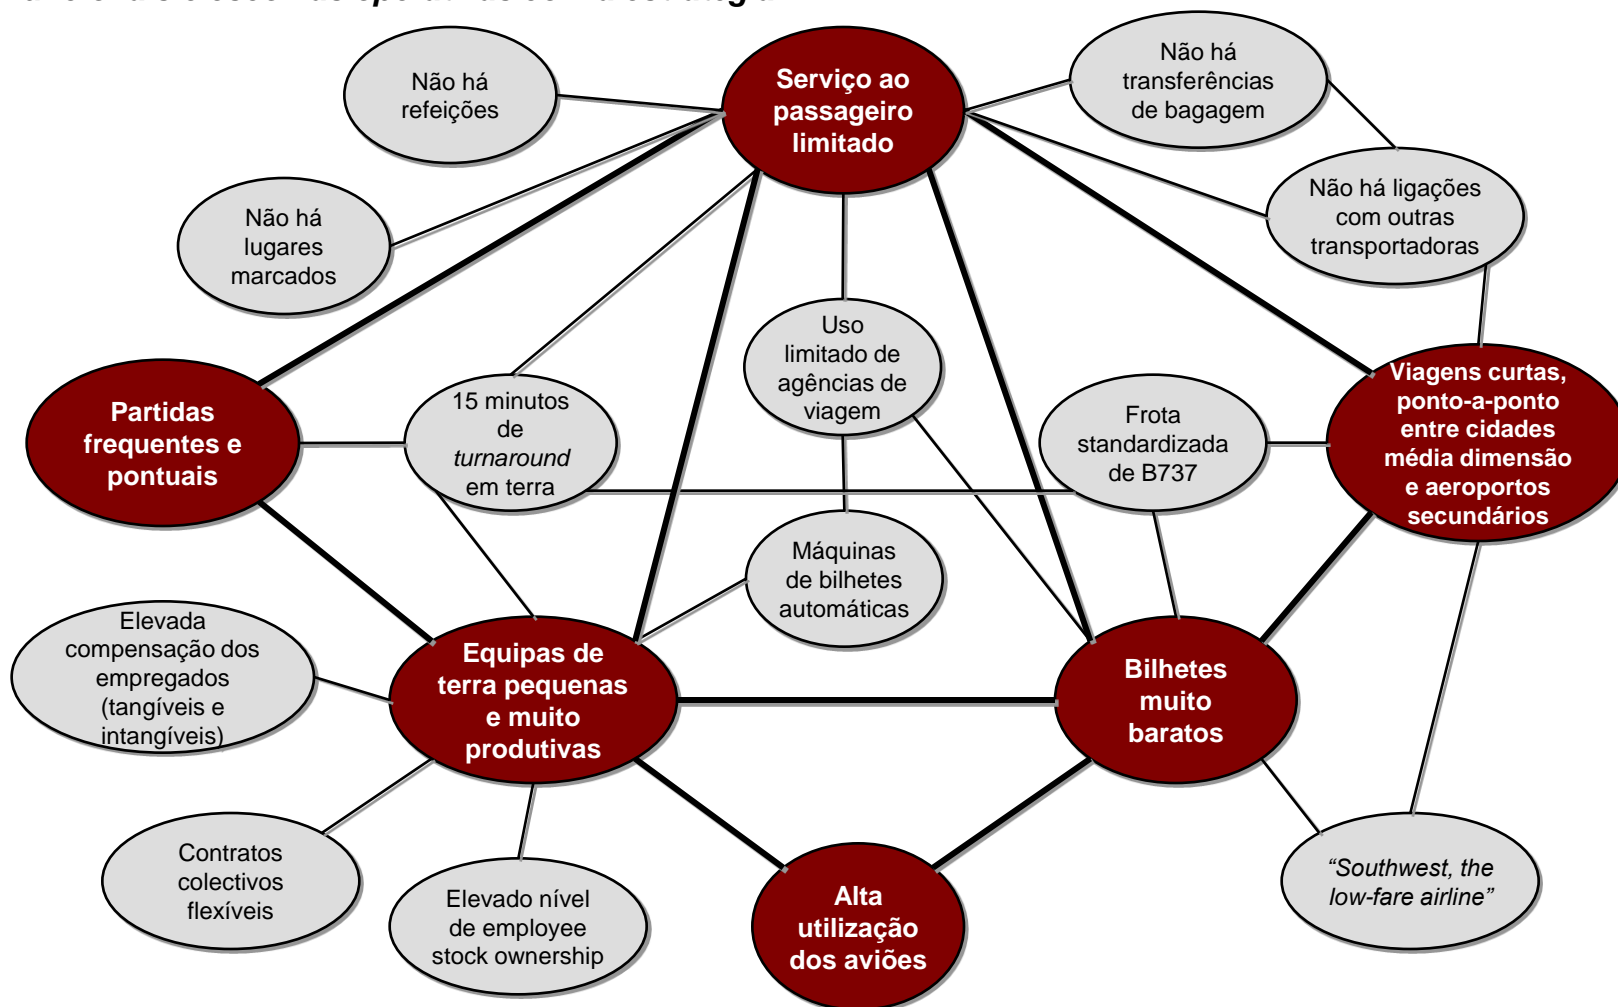 Não há
refeições
Serviço ao
passageiro
limitado
Não há
transferências
de bagagem
Não há
lugares
marcados
Não há ligações
com outras
transportadoras
Uso
limitado de
agências de
viagem
Partidas
frequentes e
pontuais
15 minutos
de
turnaround
em terra
Frota
standardizada
de B737
Viagens curtas,
ponto-a-ponto
entre cidades
média dimensão
e aeroportos
secundários
Máquinas
de bilhetes
automáticas
Elevada
compensação dos
empregados
(tangíveis e
intangíveis)
Equipas de
terra pequenas
e muito
produtivas
Bilhetes
muito
baratos
Contratos
colectivos
flexíveis
Elevado nível
de employee
stock ownership
Alta
utilização
dos aviões
“Southwest, the
low-fare airline”